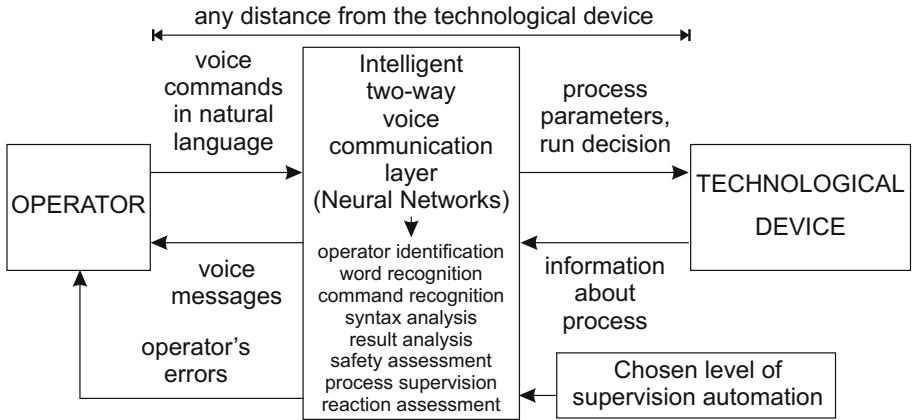 any distance from the technological device
voice
commands
in natural
language
Intelligent
two-way
voice
communication
layer
(Neural Networks)
process
parameters,
run decision
OPERATOR
TECHNOLOGICAL
DEVICE
voice
messages
operator identification
word recognition
command recognition
syntax analysis
result analysis
safety assessment
process supervision
reaction assessment
information
about
process
operator's
errors
Chosen level of
supervision automation